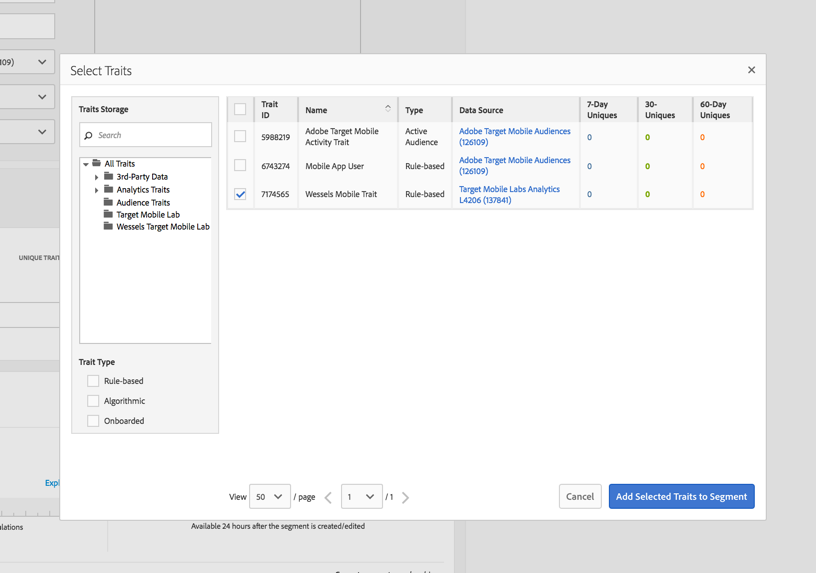 109)
Select Traits
Traits Storage
Search
All Traits
3rd-Party Data
Analytics Traits
Audience Traits
Target Mobile Lab
Wessels Target Mobile Lab
Trait Type
Rule-based
Algorithmic
Onboarded
Trait
ID
Name
Type
Data Source
7-Day
Uniques
30-
Uniques
60-Day
Uniques
5988219
Adobe Target Mobile
Activity Trait
Active
Audience
Adobe Target Mobile Audiences
(126109)
0
0
0
6743274
Mobile App User
Rule-based
Adobe Target Mobile Audiences
(126109)
0
0
0
7174565
Wessels Mobile Trait
Rule-based
Target Mobile Labs Analytics
L4206 (137841)
0
0
0
UNIQUE TRAIT
Expl
View 50 / page 1 / 1
Cancel
Add Selected Traits to Segment
ulations
Available 24 hours after the segment is created/edited